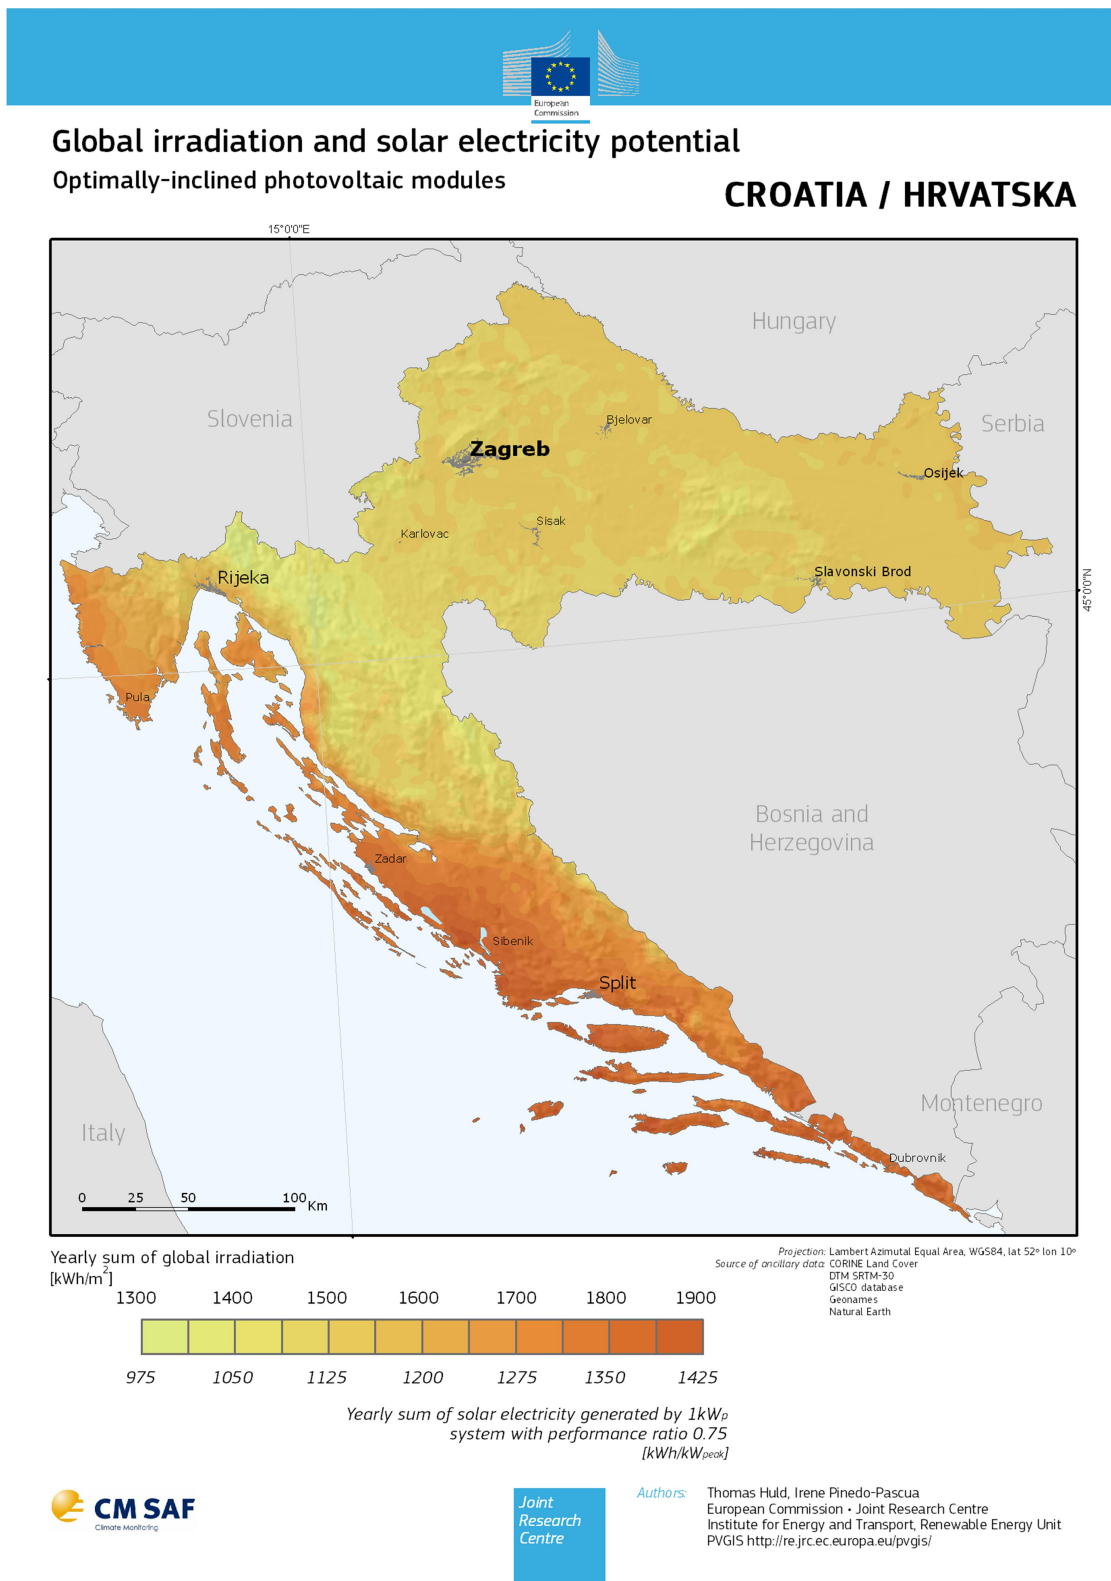 European
Commission
Global irradiation and solar electricity potential
Optimally-inclined photovoltaic modules
CROATIA / HRVATSKA
15°0'0"E
Hungary
Slovenia
Serbia
Bjelovar
Zagreb
Osijek
Sisak
Karlovac
Slavonski Brod
Rijeka
45°0'0"N
Pula
Bosnia and
Herzegovina
Zadar
Sibenik
Split
Montenegro
Italy
Dubrovnik
0 25 50 100 Km
Yearly sum of global irradiation
[kWh/m2]
1300 1400 1500 1600 1700 1800 1900
975 1050 1125 1200 1275 1350 1425
Yearly sum of solar electricity generated by 1kWp
system with performance ratio 0.75
[kWh/kWpeak]
Projection: Lambert Azimutal Equal Area, WGS84, lat 52º lon 10º
Source of ancillary data: CORINE Land Cover
DTM SRTM-30
GISCO database
Geonames
Natural Earth
CM SAF
Climate Monitoring
Joint
Research
Centre
Authors: Thomas Huld, Irene Pinedo-Pascua
European Commission • Joint Research Centre
Institute for Energy and Transport, Renewable Energy Unit
PVGIS http://re.jrc.ec.europa.eu/pvgis/